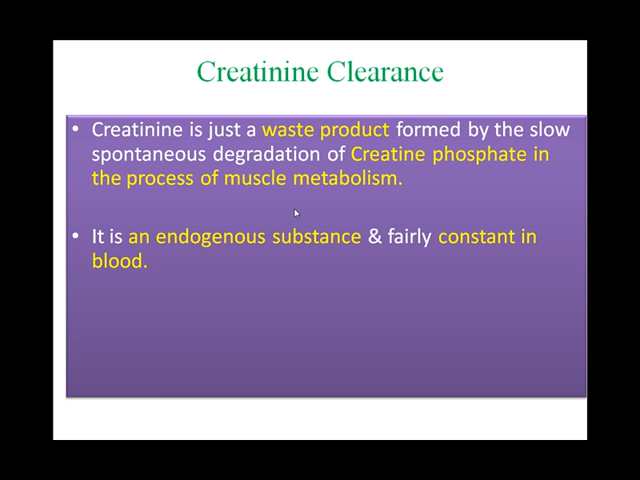 Creatinine Clearance
• Creatinine is just a waste product formed by the slow
spontaneous degradation of Creatine phosphate in
the process of muscle metabolism.
• It is an endogenous substance & fairly constant in
blood.